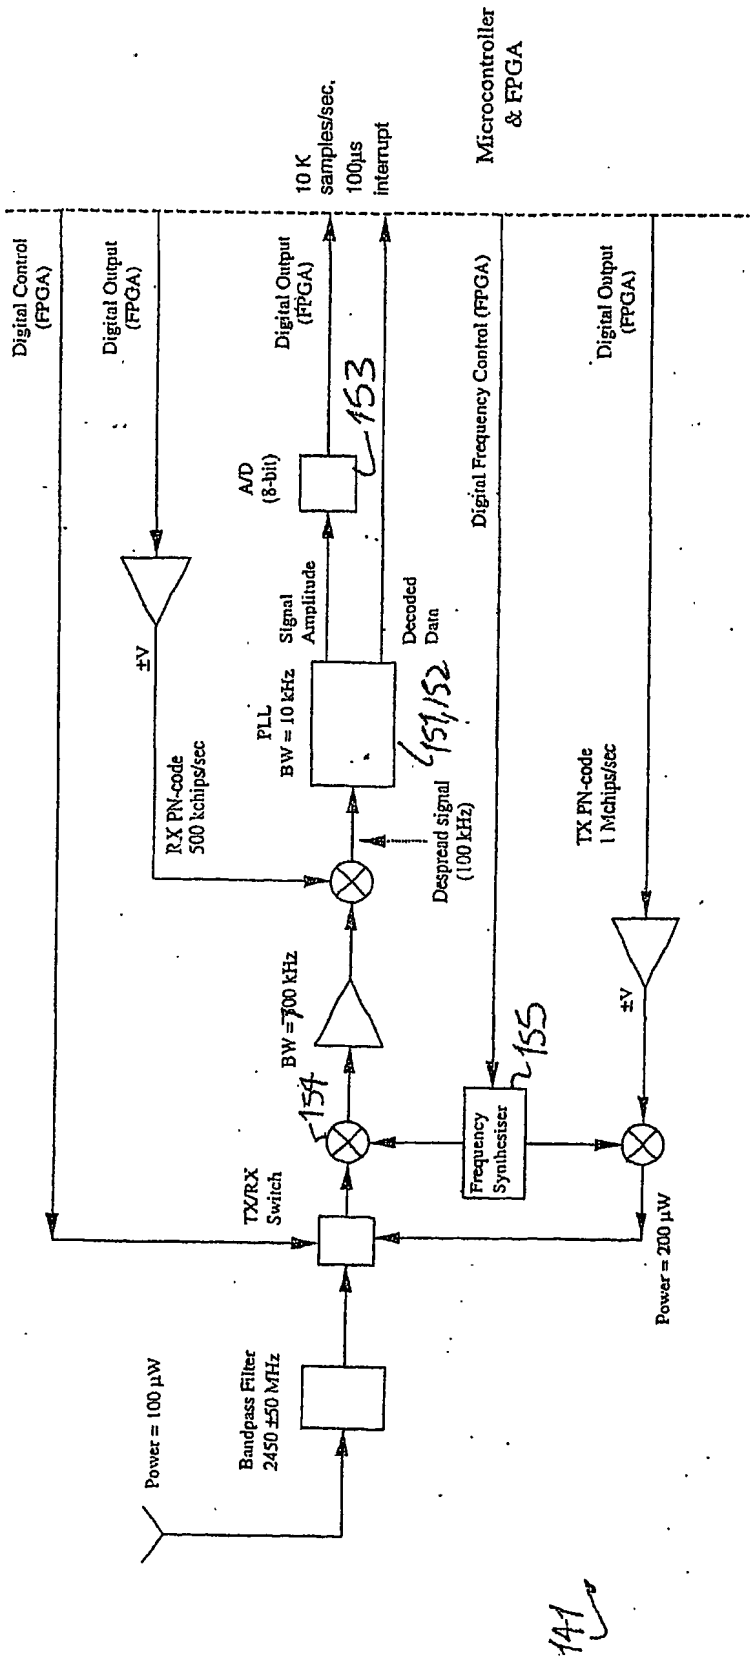 Digital Control
(FPGA)
Digital Output
(FPGA)
±V
RX PN-code
500 kchips/sec
10 K
samples/sec,
100µs
interrupt
Microcontroller
& FPGA
Power = 100 µW
Bandpass Filter
2450 ±50 MHz
TX/RX
Switch
154
BW = 700 kHz
Despread signal
(100 kHz)
PLL
BW = 10 kHz
151,152
Signal
Amplitude
Decoded
Data
A/D
(8-bit)
153
Digital Output
(FPGA)
Digital Frequency Control (FPGA)
Frequency
Synthesiser
155
Digital Output
(FPGA)
TX PN-code
1 Mchips/sec
±V
Power = 200 µW
141